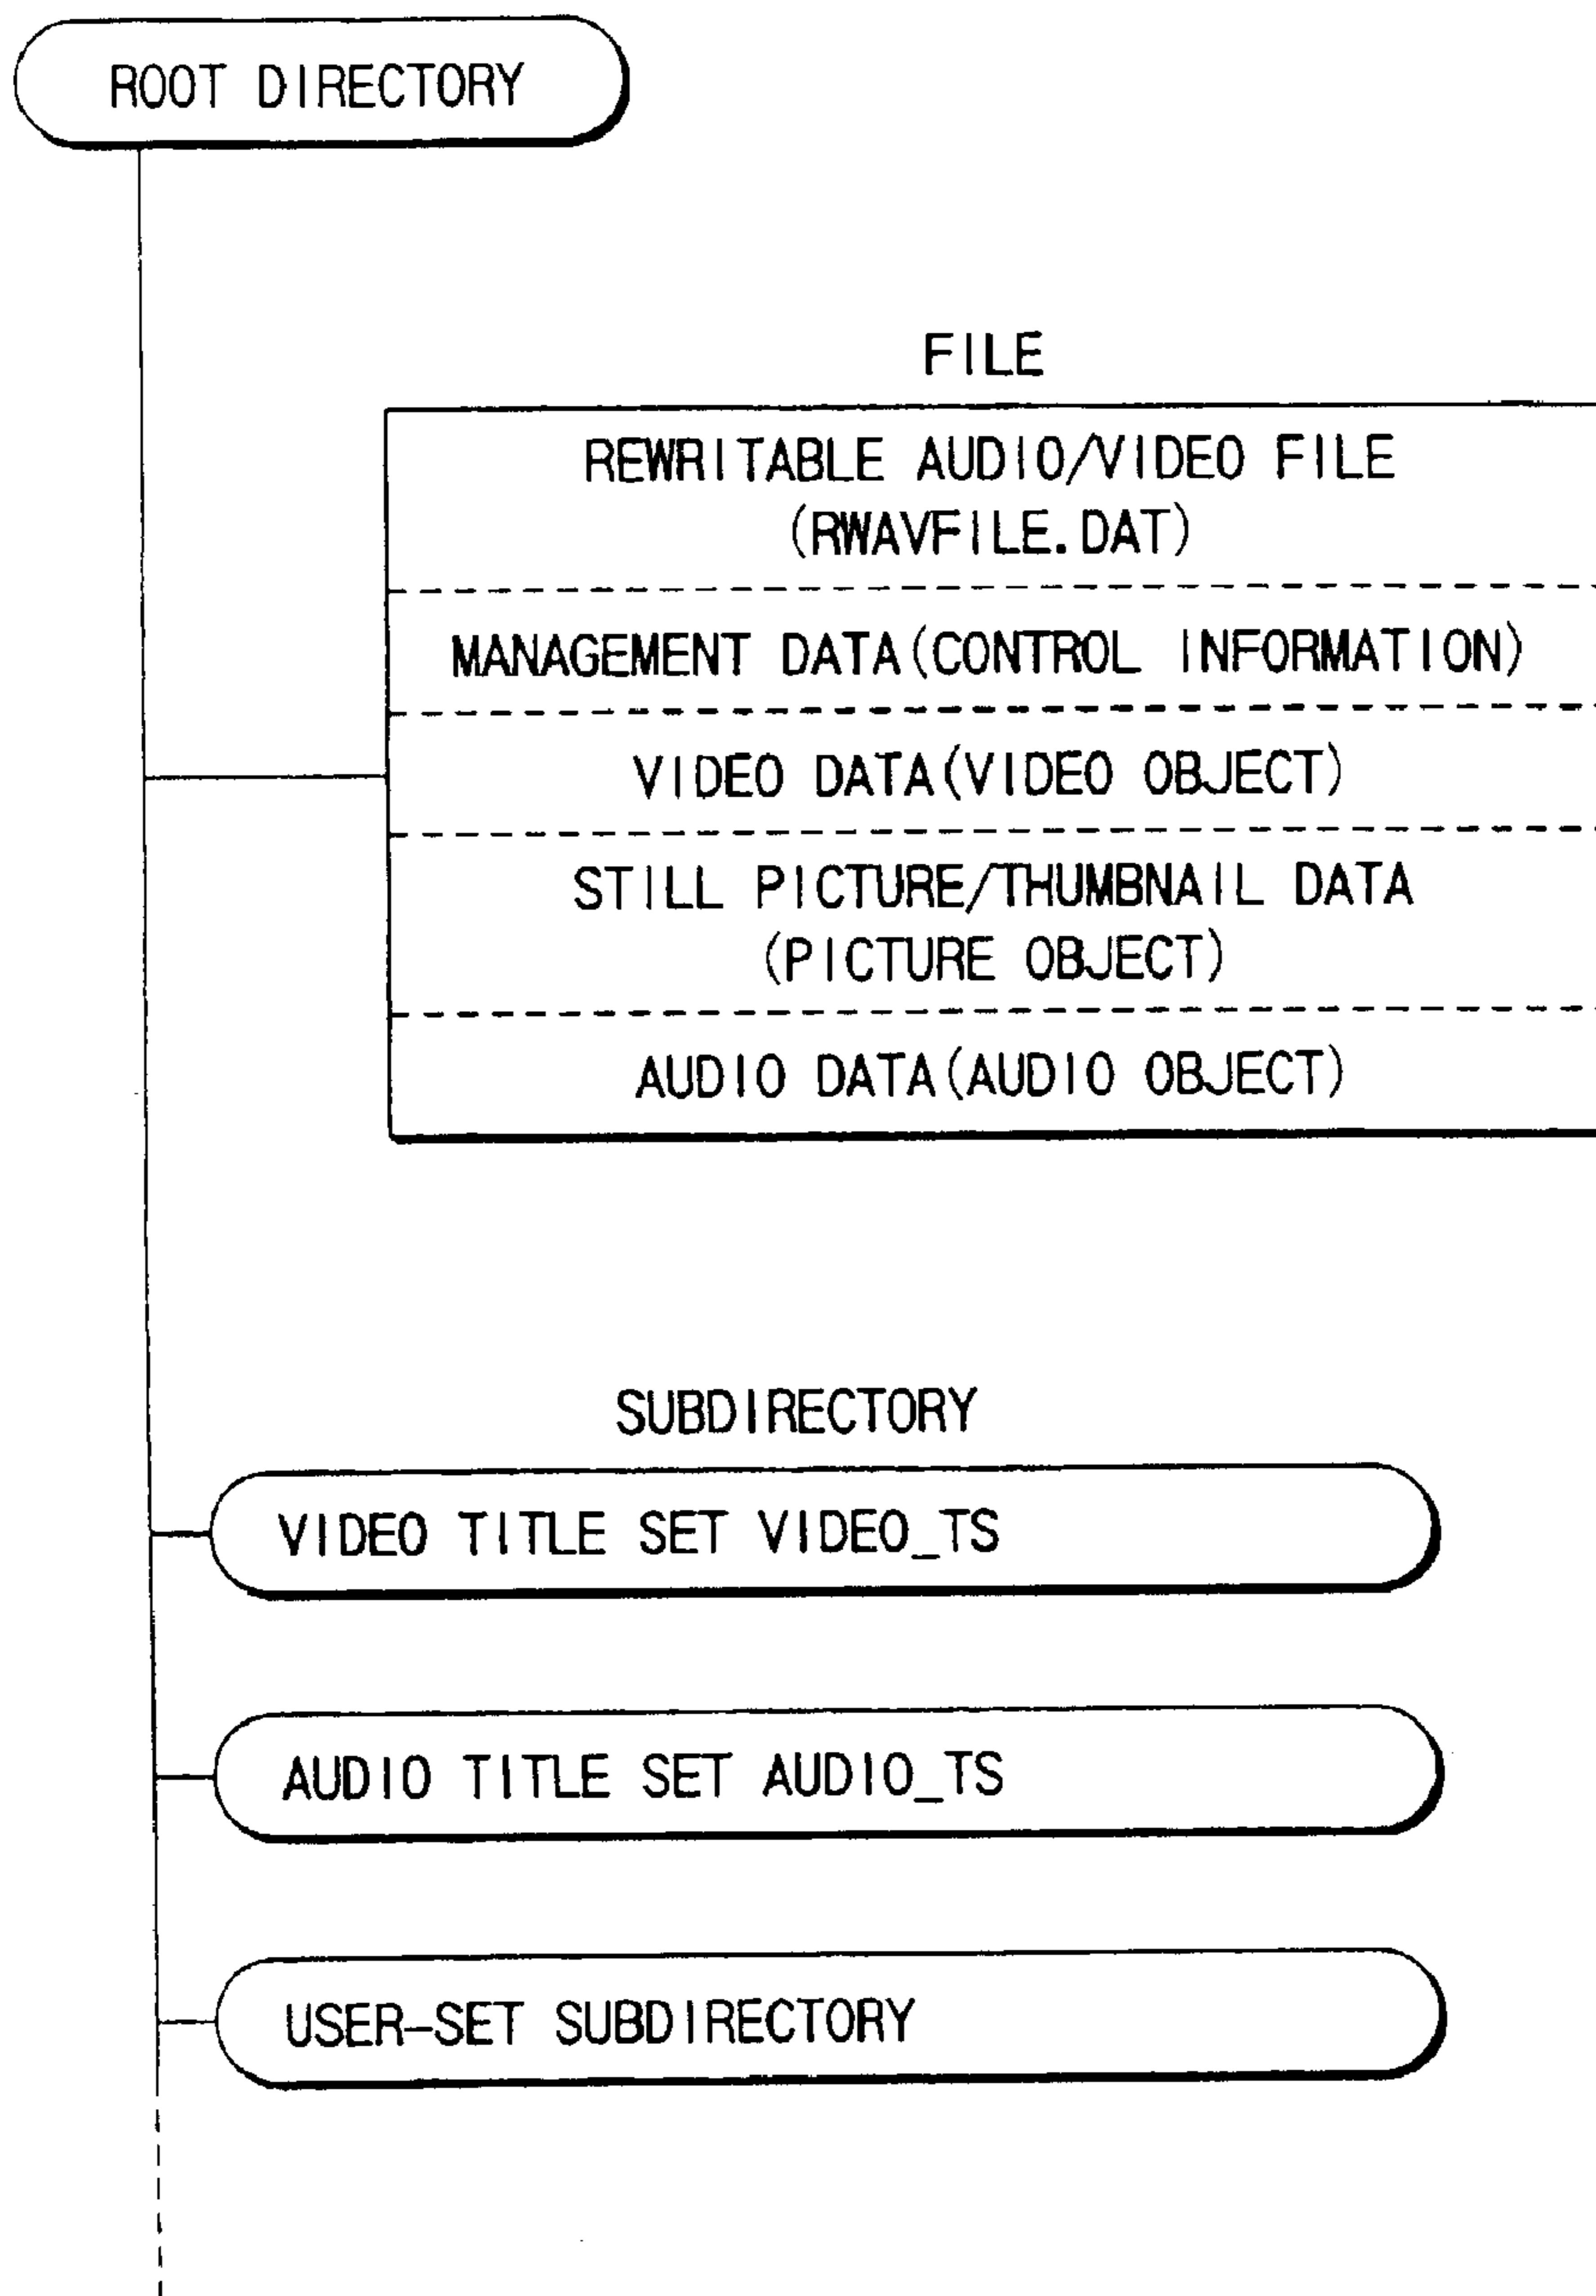 ROOT DIRECTORY
FILE
REWRITABLE AUDIO/VIDEO FILE
(RWAVFILE.DAT)
MANAGEMENT DATA(CONTROL INFORMATION)
VIDEO DATA(VIDEO OBJECT)
STILL PICTURE/THUMBNAIL DATA
(PICTURE OBJECT)
AUDIO DATA(AUDIO OBJECT)
SUBDIRECTORY
VIDEO TITLE SET VIDEO_TS
AUDIO TITLE SET AUDIO_TS
USER-SET SUBDIRECTORY